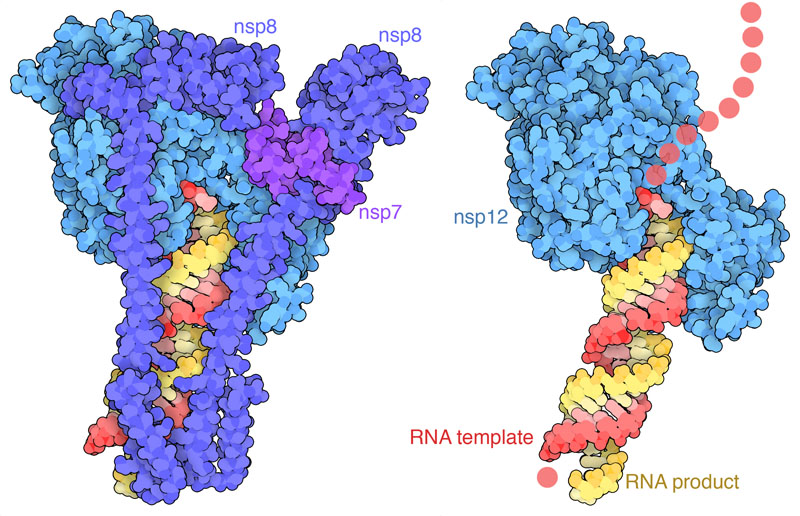 nsp8
nsp8
nsp7
nsp12
RNA template
RNA product